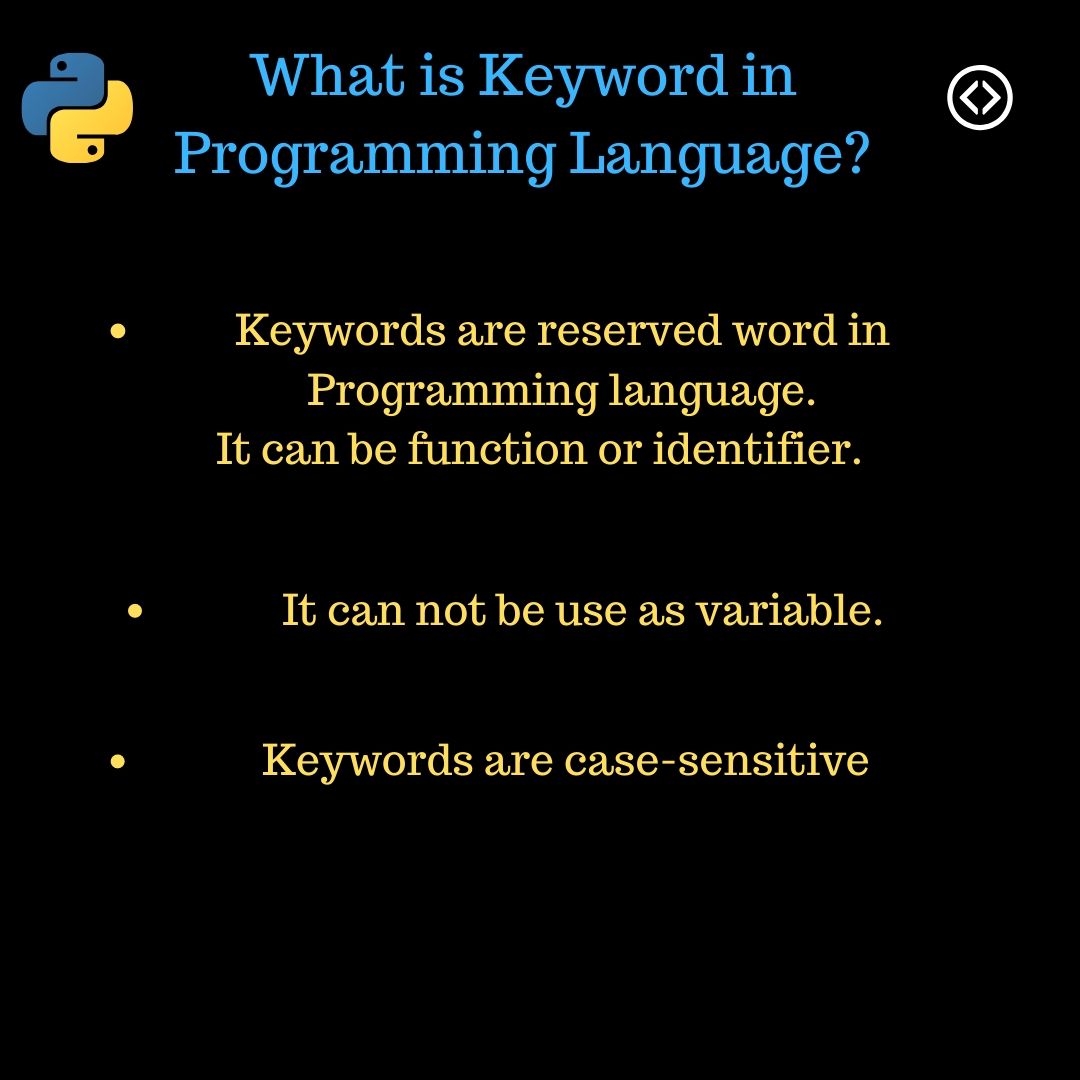 What is Keyword in
Programming Language?
• Keywords are reserved word in
Programming language.
It can be function or identifier.
• It can not be use as variable.
• Keywords are case-sensitive